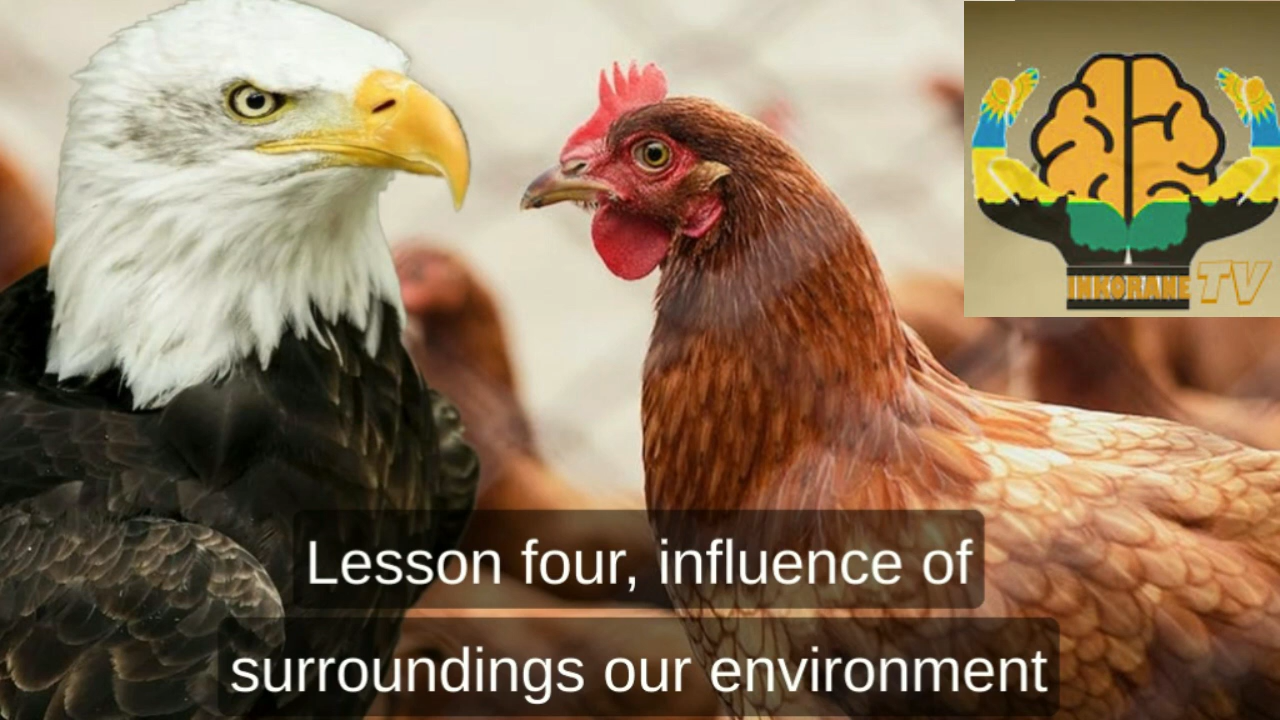 INKORANE TV
Lesson four, influence of
surroundings our environment